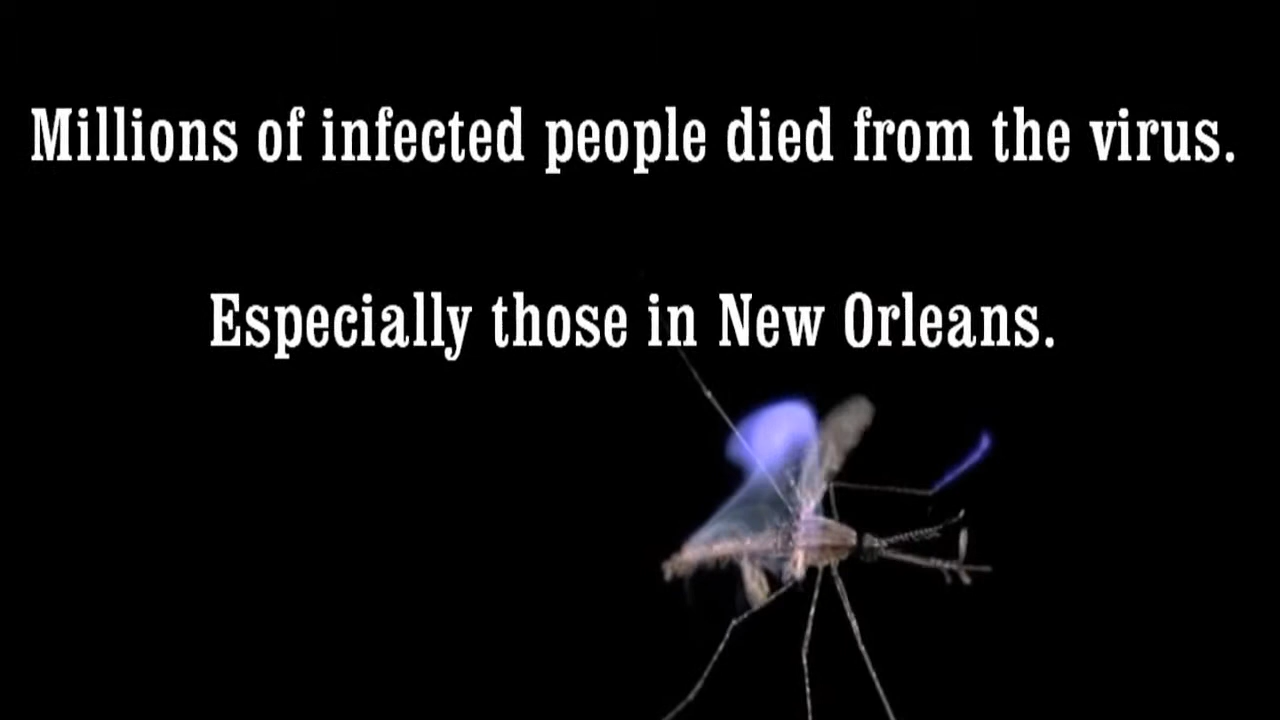 Millions of infected people died from the virus.
Especially those in New Orleans.